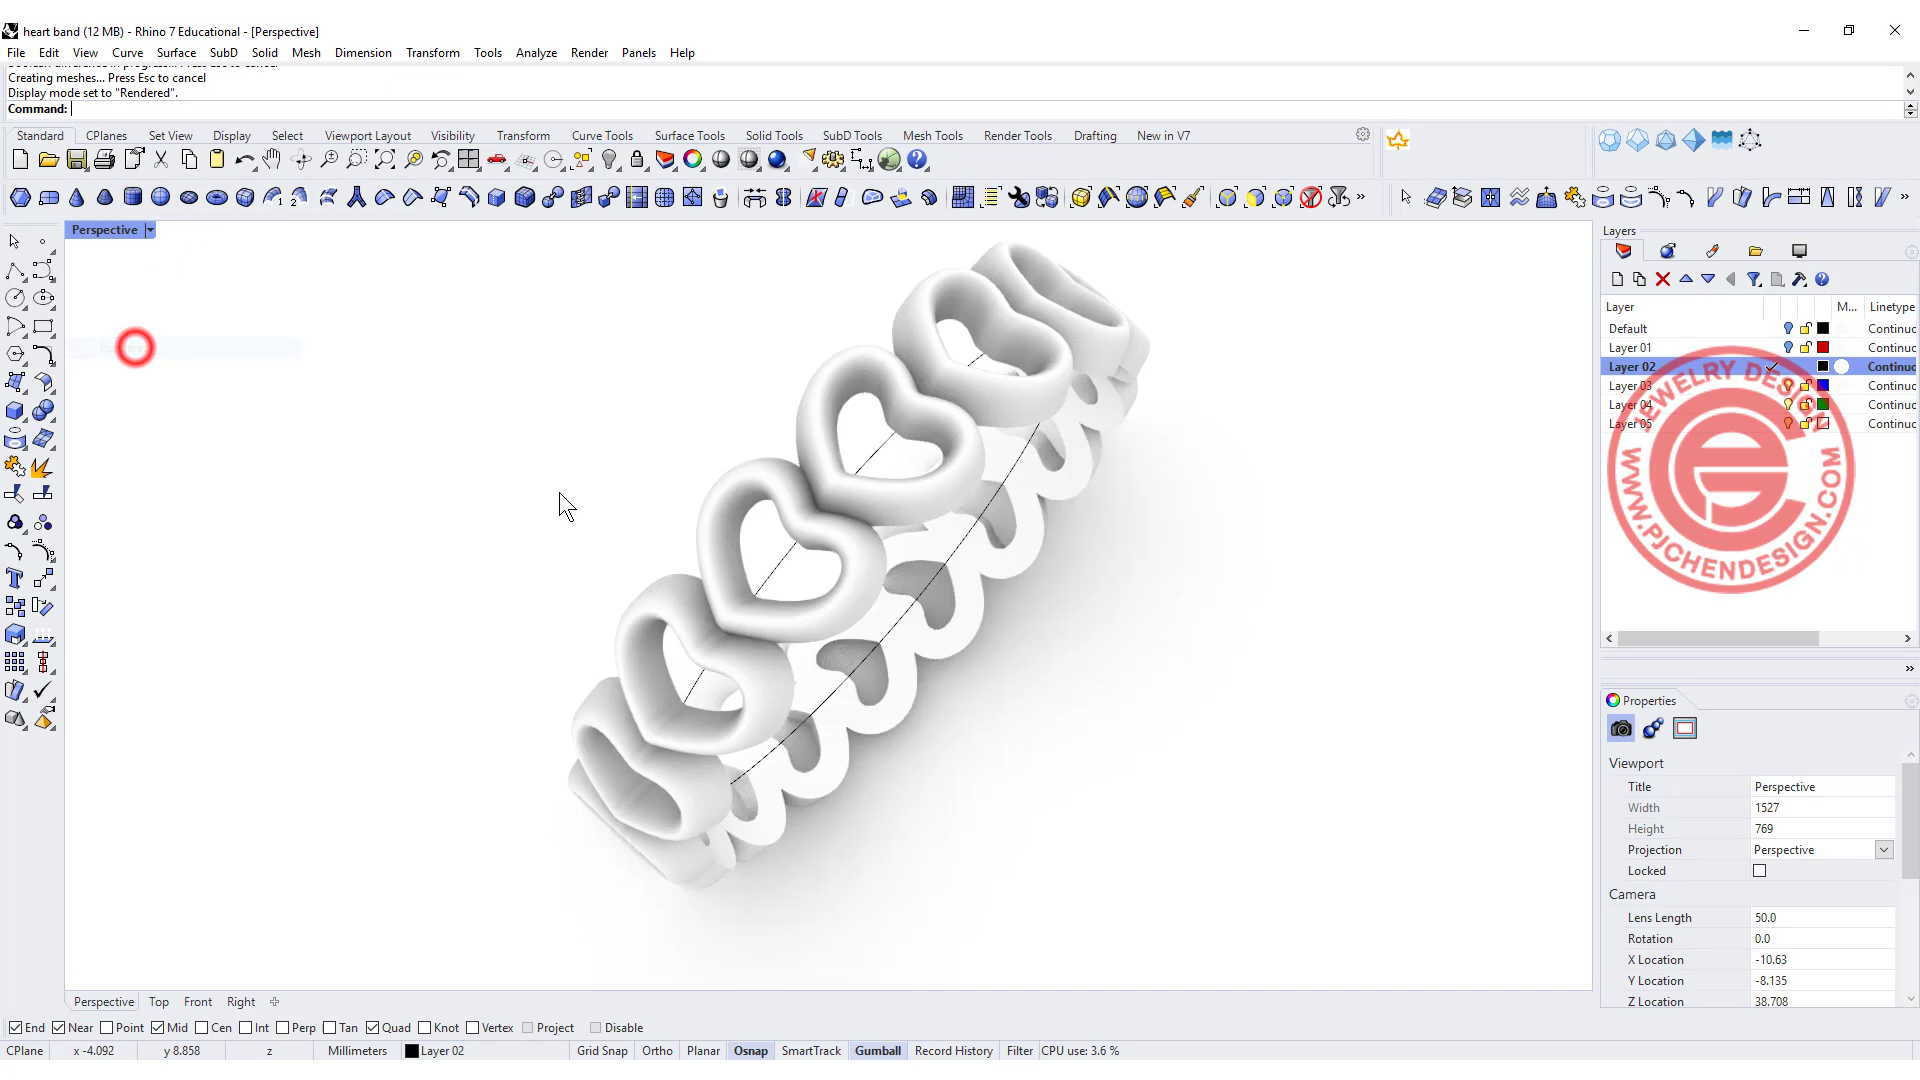 heart band (12 MB) - Rhino 7 Educational - [Perspective]
File Edit View Curve Surface SubD Solid Mesh Dimension Transform Tools Analyze Render Panels Help
Creating meshes... Press Esc to cancel
Display mode set to "Rendered".
Command:
Standard CPlanes Set View Display Select Viewport Layout Visibility Transform Curve Tools Surface Tools Solid Tools SubD Tools Mesh Tools Render Tools Drafting New in V7
Perspective
Layers
Layer M... Linetype
Default Continuc
Layer 01 Continuc
Layer 02 Continuc
Layer 03 Continuc
Layer 04 Continuc
Layer 05 Continuc
JEWELRY DESIGN
WWW.PJCHENDESIGN.COM
Properties
Viewport
Title Perspective
Width 1527
Height 769
Projection Perspective
Locked
Camera
Lens Length 50.0
Rotation 0.0
X Location -10.63
Y Location -8.135
Z Location 38.708
Perspective Top Front Right
End Near Point Mid Cen Int Perp Tan Quad Knot Vertex Project Disable
CPlane x -4.092 y 8.858 z Millimeters Layer 02 Grid Snap Ortho Planar Osnap SmartTrack Gumball Record History Filter CPU use: 3.6 %